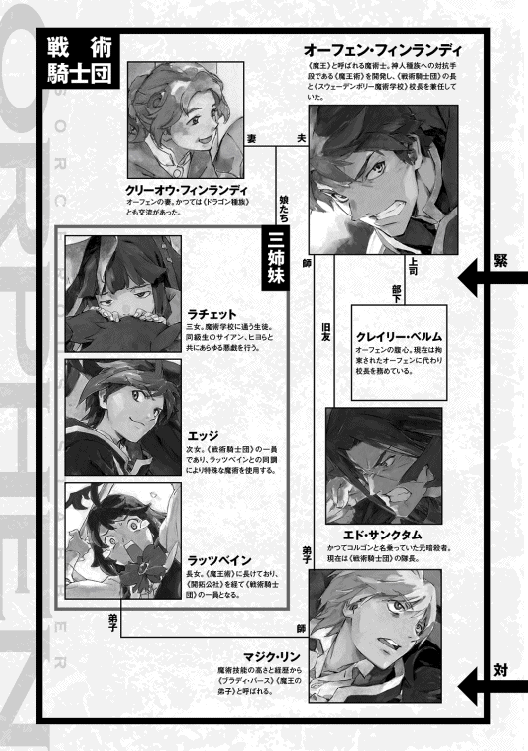 戦術
騎士団
オーフェン・フィンランディ
《魔王》と呼ばれる魔術士。神人種族への対抗手
段である《魔王術》を開発し、《戦術騎士団》の長
と《スウェーデンボリー魔術学校》校長を兼任して
いた。
妻
夫
クリーオウ・フィンランディ
オーフェンの妻。かつては《ドラゴン種族》
とも交流があった。
娘たち
三姉妹
師
上司
部下
緊
旧友
ラチェット
三女。魔術学校に通う生徒。
同級生のサイアン、ヒヨらと
共にあらゆる悪戯を行う。
クレイリー・ベルム
オーフェンの腹心。現在は拘
束されたオーフェンに代わり
校長を務めている。
エッジ
次女。《戦術騎士団》の一員
であり、ラッツベインとの同調
により特殊な魔術を使用する。
エド・サンクタム
かつてコルゴンと名乗っていた元暗殺者。
現在は《戦術騎士団》の隊長。
ラッツベイン
長女。《魔王術》に長けており、
《開拓公社》を経て《戦術騎士
団》の一員となる。
弟子
弟子
師
マジク・リン
魔術技能の高さと経歴から
《ブラディ・バース》《魔王の
弟子》と呼ばれる。
対
ORPHEN